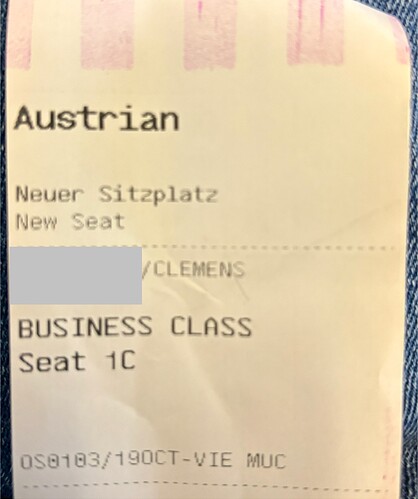 Austrian
Neuer Sitzplatz
New Seat
/CLEMENS
BUSINESS CLASS
Seat 1C
OS0103/19OCT-VIE MUC